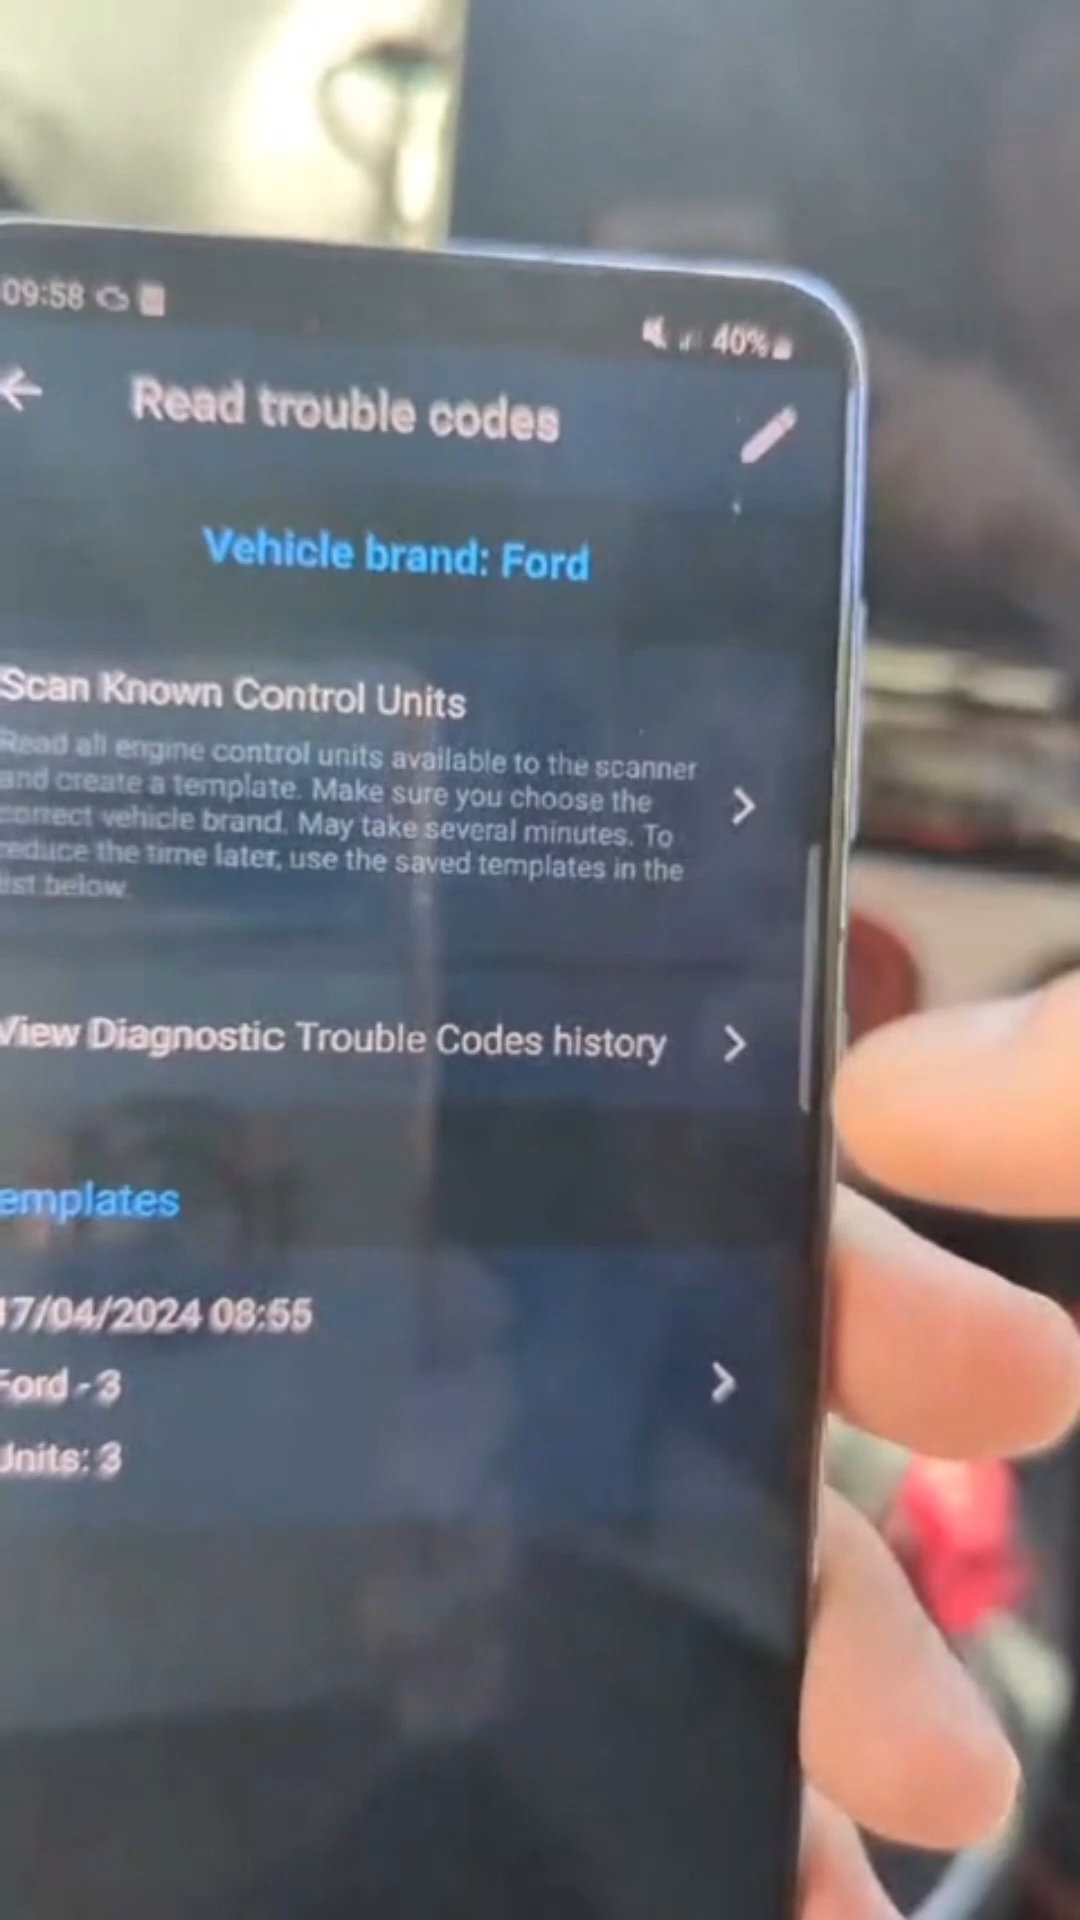 09:58
40%
Read trouble codes
Vehicle brand: Ford
Scan Known Control Units
Read all engine control units available to the scanner
and create a template. Make sure you choose the
correct vehicle brand. May take several minutes. To
reduce the time later, use the saved templates in the
list below.
View Diagnostic Trouble Codes history
emplates
17/04/2024 08:55
Ford - 3
Units: 3